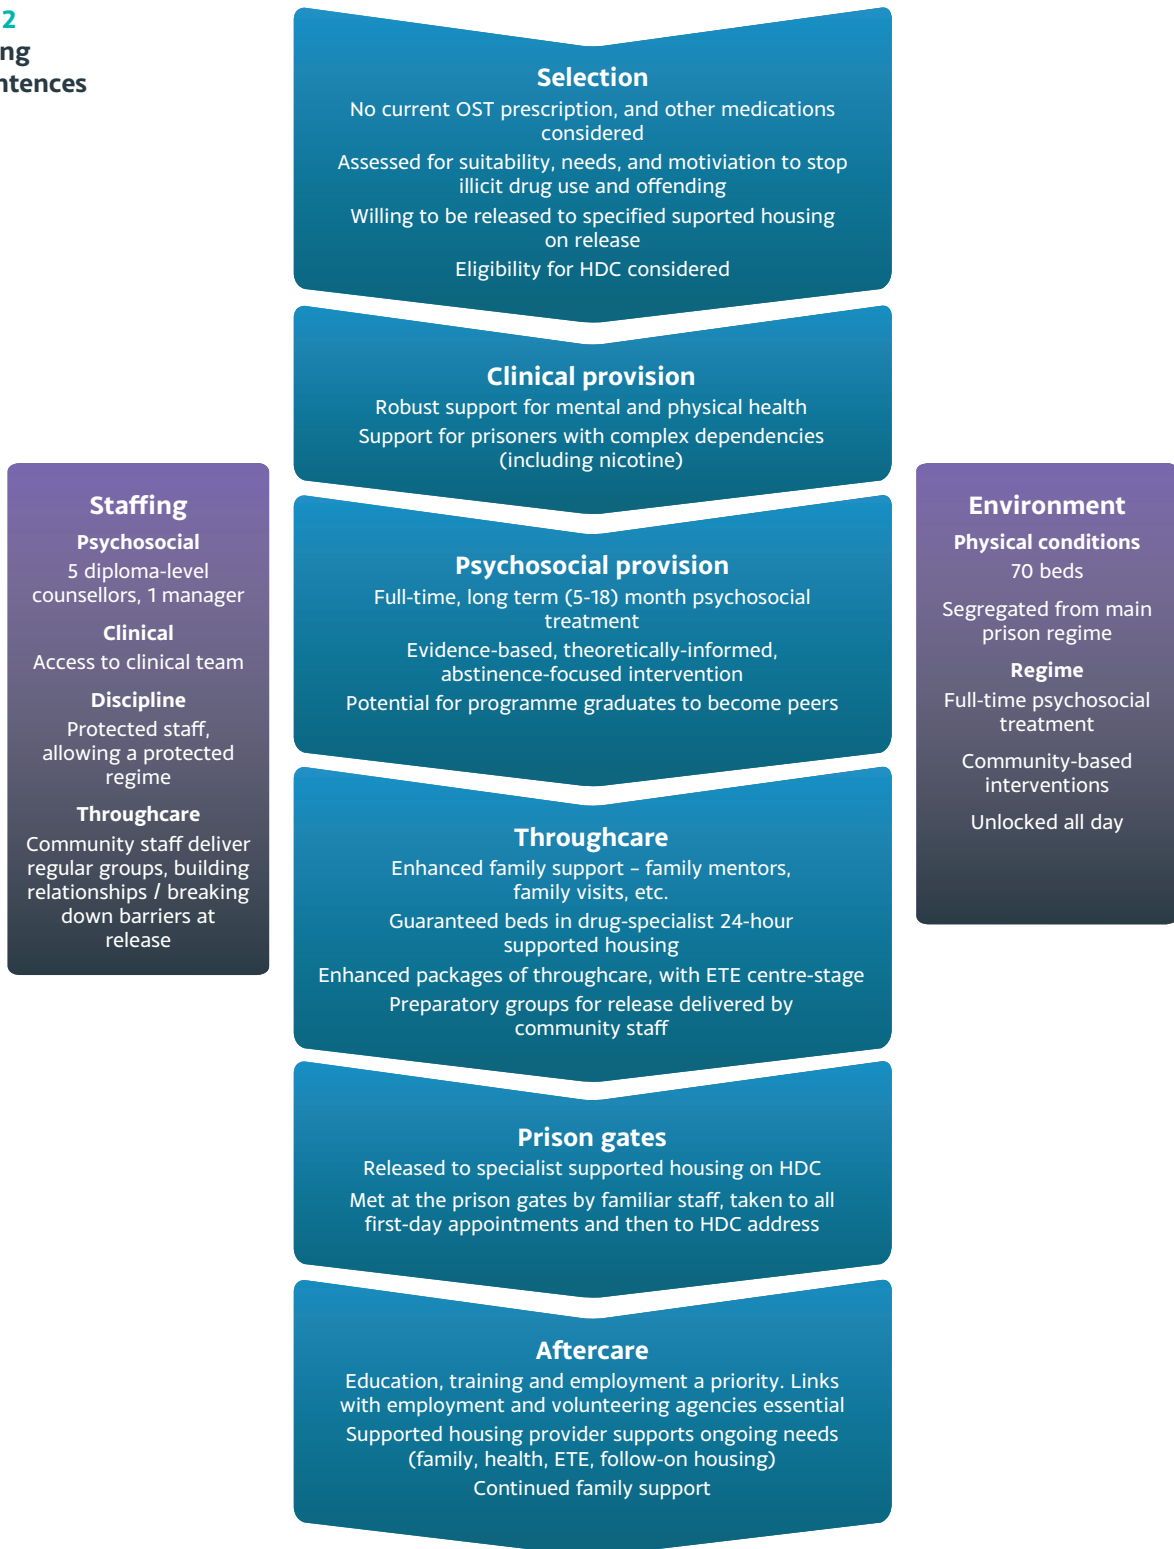 2
ng
ntences
Selection
No current OST prescription, and other medications
considered
Assessed for suitability, needs, and motiviation to stop
illicit drug use and offending
Willing to be released to specified suported housing
on release
Eligibility for HDC considered
Clinical provision
Robust support for mental and physical health
Support for prisoners with complex dependencies
(including nicotine)
Psychosocial provision
Full-time, long term (5-18) month psychosocial
treatment
Evidence-based, theoretically-informed,
abstinence-focused intervention
Potential for programme graduates to become peers
Throughcare
Enhanced family support – family mentors,
family visits, etc.
Guaranteed beds in drug-specialist 24-hour
supported housing
Enhanced packages of throughcare, with ETE centre-stage
Preparatory groups for release delivered by
community staff
Prison gates
Released to specialist supported housing on HDC
Met at the prison gates by familiar staff, taken to all
first-day appointments and then to HDC address
Aftercare
Education, training and employment a priority. Links
with employment and volunteering agencies essential
Supported housing provider supports ongoing needs
(family, health, ETE, follow-on housing)
Continued family support
Staffing
Psychosocial
5 diploma-level
counsellors, 1 manager
Clinical
Access to clinical team
Discipline
Protected staff,
allowing a protected
regime
Throughcare
Community staff deliver
regular groups, building
relationships / breaking
down barriers at
release
Environment
Physical conditions
70 beds
Segregated from main
prison regime
Regime
Full-time psychosocial
treatment
Community-based
interventions
Unlocked all day